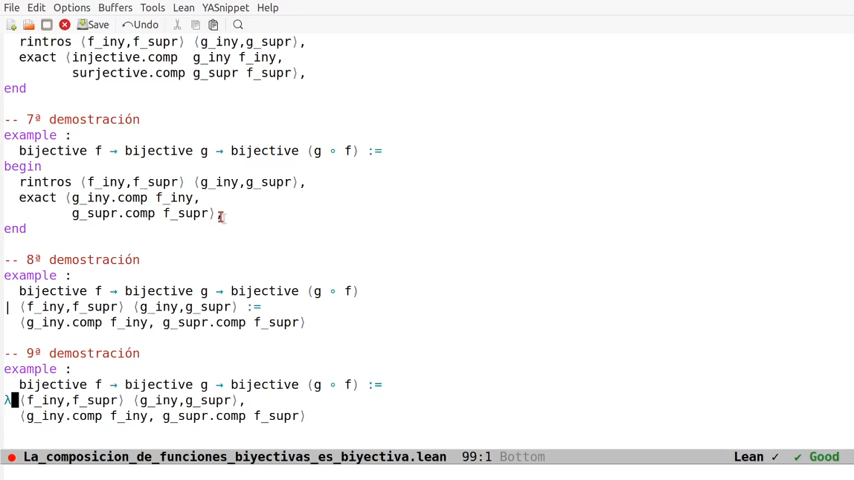 File Edit Options Buffers Tools Lean YASnippet Help
Save Undo
rintros ⟨f_iny,f_supr⟩ ⟨g_iny,g_supr⟩,
exact ⟨injective.comp  g_iny f_iny,
surjective.comp g_supr f_supr⟩,
end
-- 7ª demostración
example :
bijective f → bijective g → bijective (g ∘ f) :=
begin
rintros ⟨f_iny,f_supr⟩ ⟨g_iny,g_supr⟩,
exact ⟨g_iny.comp f_iny,
g_supr.comp f_supr⟩,
end
-- 8ª demostración
example :
bijective f → bijective g → bijective (g ∘ f)
| ⟨f_iny,f_supr⟩ ⟨g_iny,g_supr⟩ :=
⟨g_iny.comp f_iny, g_supr.comp f_supr⟩
-- 9ª demostración
example :
bijective f → bijective g → bijective (g ∘ f) :=
λ ⟨f_iny,f_supr⟩ ⟨g_iny,g_supr⟩,
⟨g_iny.comp f_iny, g_supr.comp f_supr⟩
La_composicion_de_funciones_biyectivas_es_biyectiva.lean 99:1 Bottom Lean ✓ ✔ Good